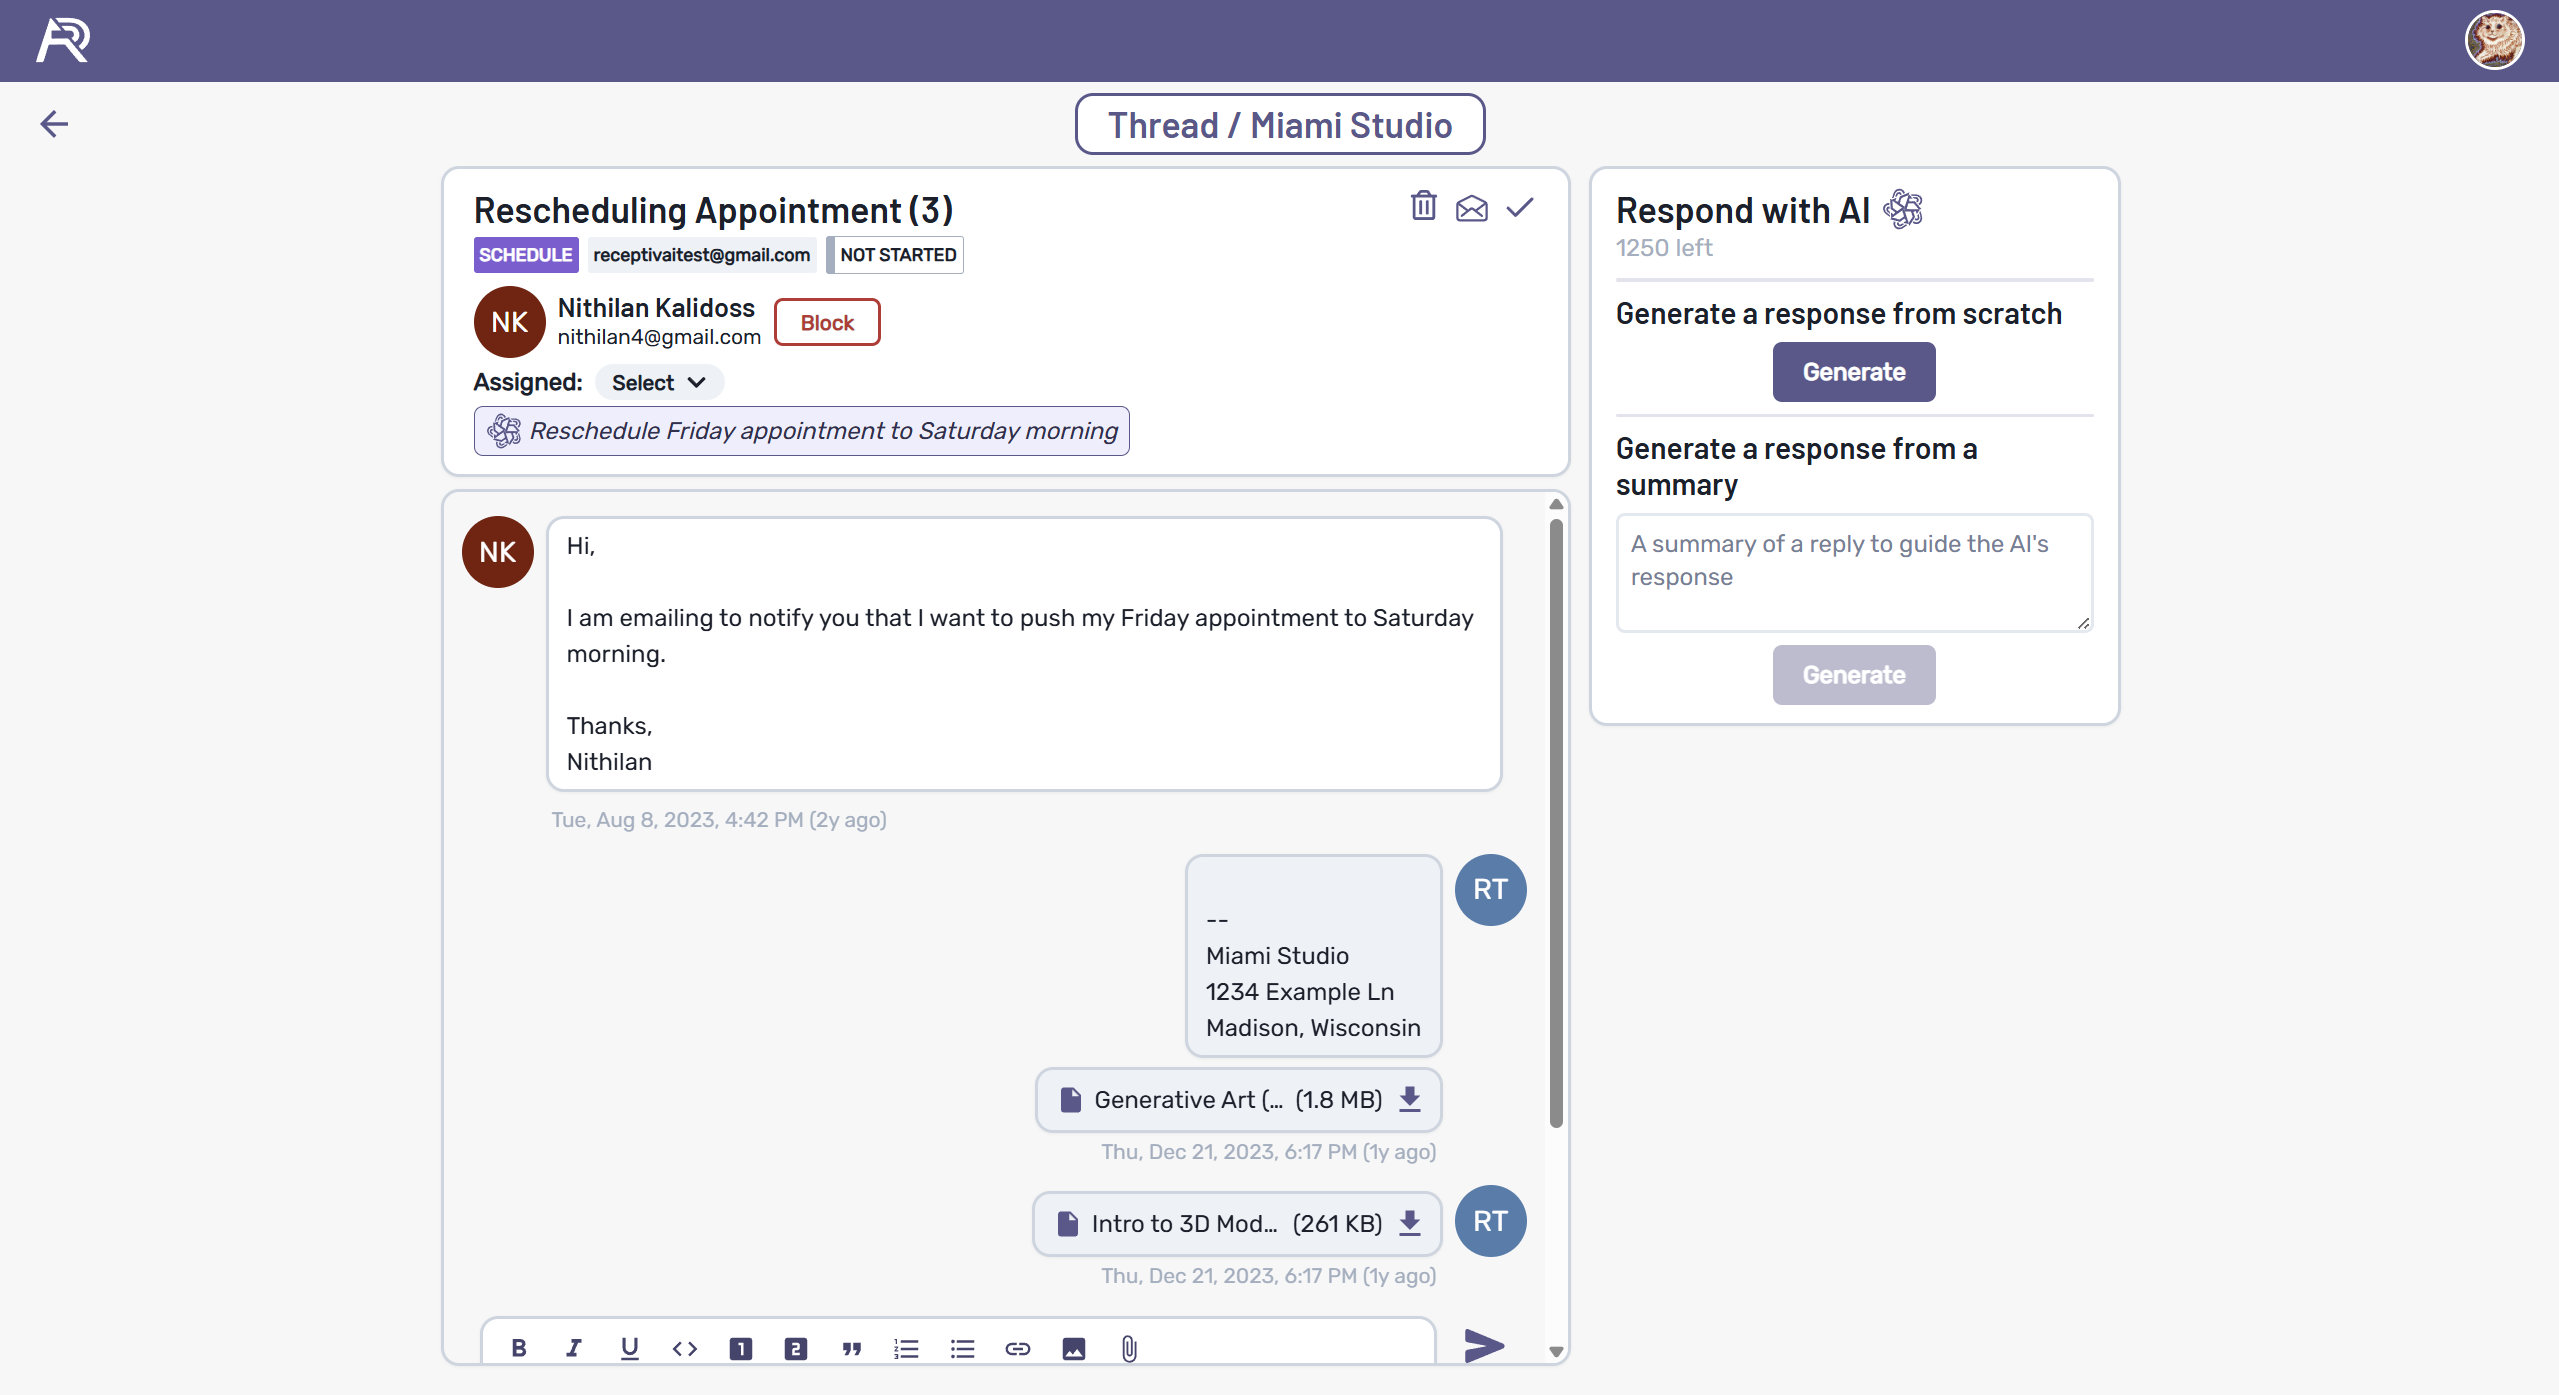 Thread / Miami Studio
Rescheduling Appointment (3)
SCHEDULE
receptivaitest@gmail.com
NOT STARTED
NK
Nithilan Kalidoss
nithilan4@gmail.com
Block
Assigned:
Select
Reschedule Friday appointment to Saturday morning
NK
Hi,
I am emailing to notify you that I want to push my Friday appointment to Saturday
morning.
Thanks,
Nithilan
Tue, Aug 8, 2023, 4:42 PM (2y ago)
RT
--
Miami Studio
1234 Example Ln
Madison, Wisconsin
Generative Art (... (1.8 MB)
Thu, Dec 21, 2023, 6:17 PM (1y ago)
RT
Intro to 3D Mod... (261 KB)
Thu, Dec 21, 2023, 6:17 PM (1y ago)
Respond with AI
1250 left
Generate a response from scratch
Generate
Generate a response from a
summary
A summary of a reply to guide the AI's
response
Generate